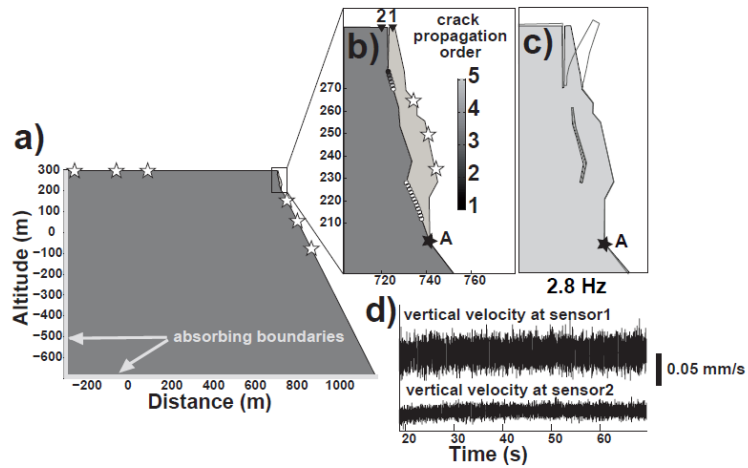 a)
Altitude (m)
300
200
100
0
−100
−200
−300
−400
−500
−600
absorbing boundaries
−200 0 200 400 600 800 1000
Distance (m)
b)
21
crack
propagation
order
5
4
3
2
1
270
260
250
240
230
220
210
A
720 740 760
c)
A
2.8 Hz
d)
vertical velocity at sensor1
0.05 mm/s
vertical velocity at sensor2
20 30 40 50 60
Time (s)